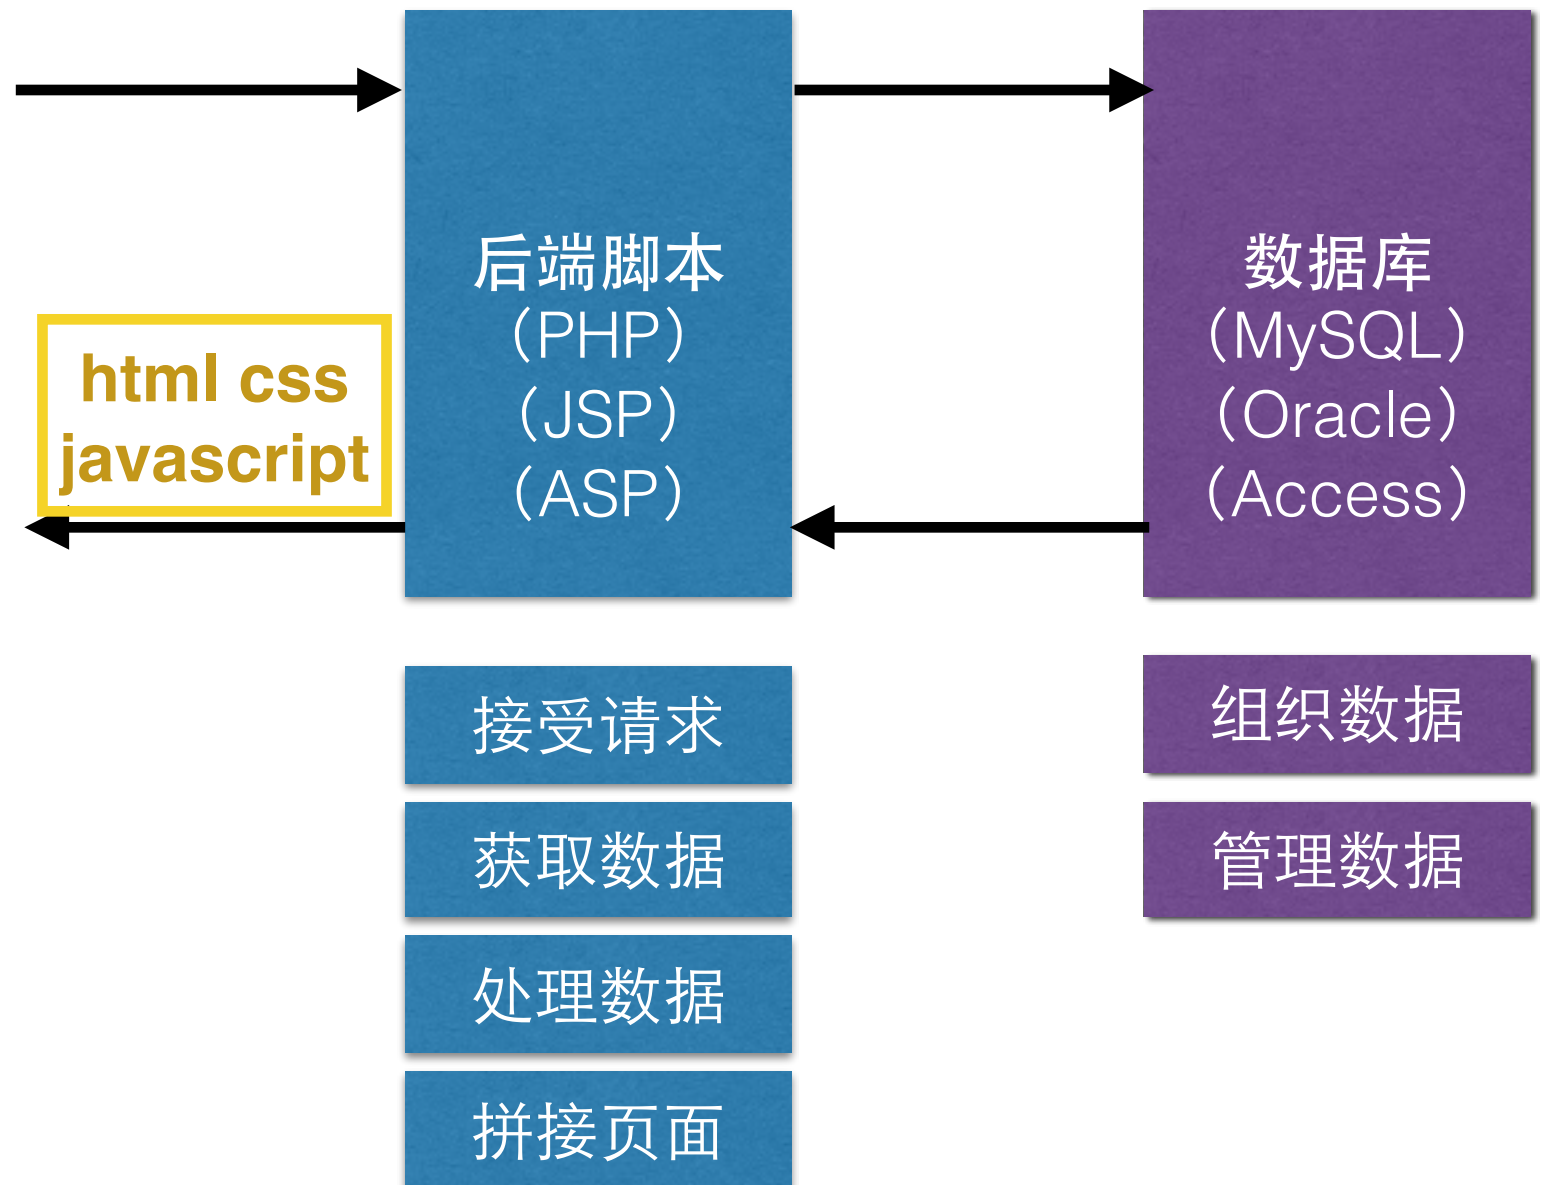 html css
javascript
后端脚本
（PHP）
（JSP）
（ASP）
数据库
（MySQL）
（Oracle）
（Access）
接受请求
获取数据
处理数据
拼接页面
组织数据
管理数据